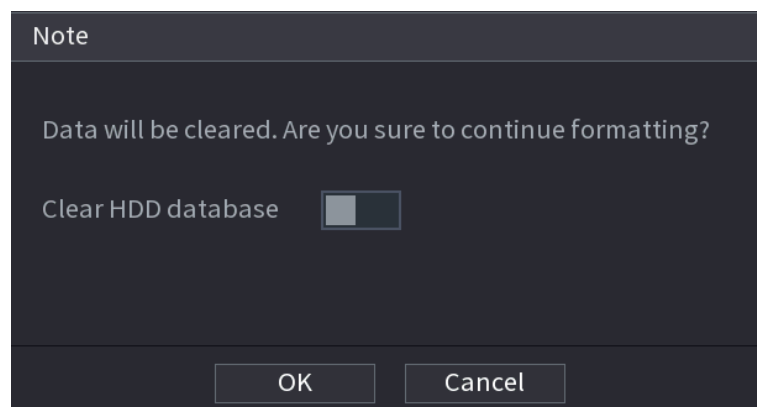 Note
Data will be cleared. Are you sure to continue formatting?
Clear HDD database
OK
Cancel